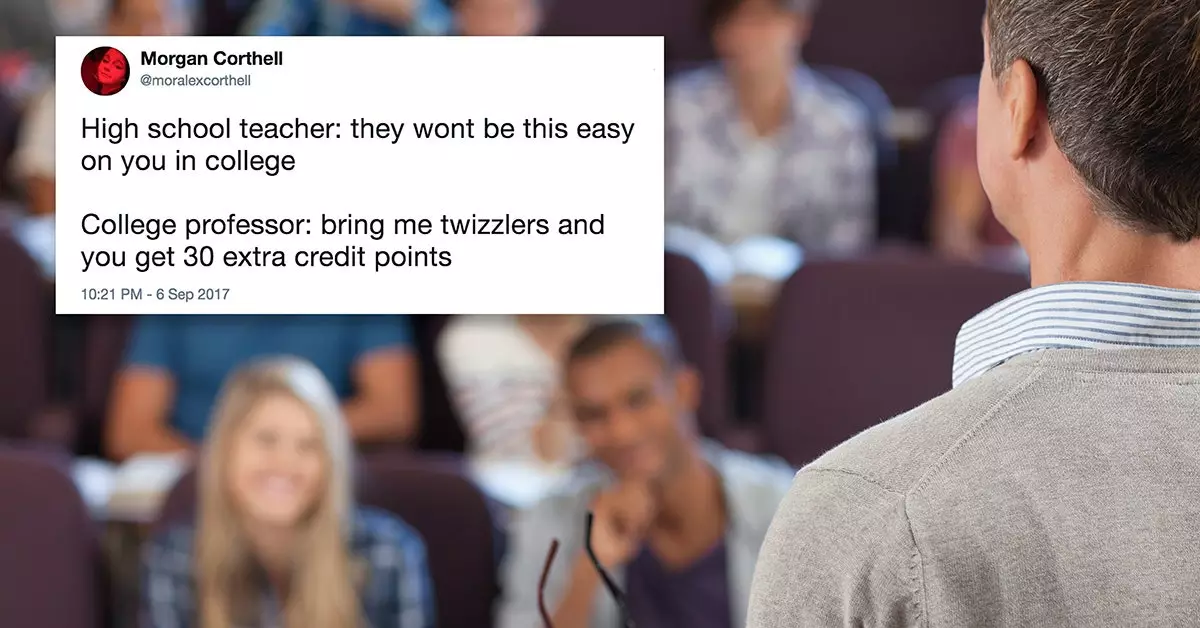 Morgan Corthell
@moralexcorthell
High school teacher: they wont be this easy
on you in college
College professor: bring me twizzlers and
you get 30 extra credit points
10:21 PM - 6 Sep 2017